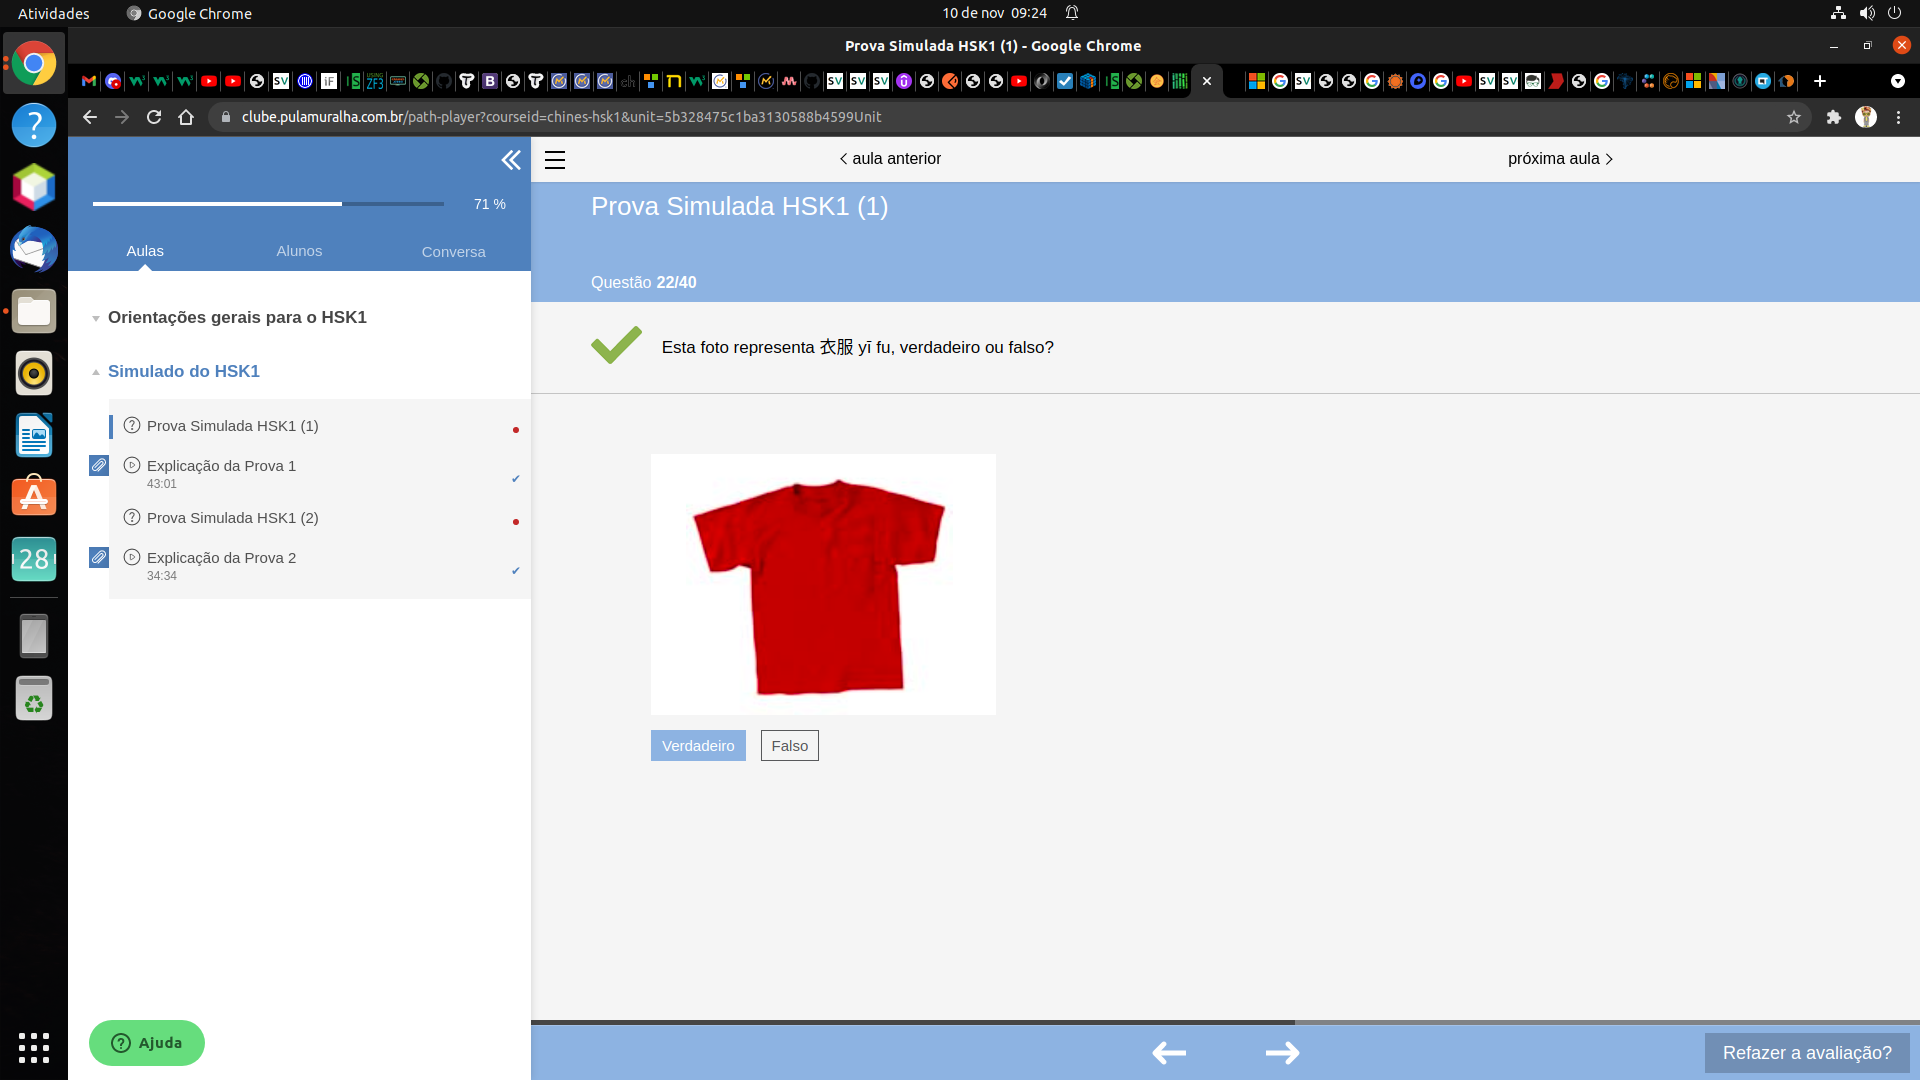 Atividades
Google Chrome
10 de nov 09:24
Prova Simulada HSK1 (1) - Google Chrome
clube.pulamuralha.com.br/path-player?courseid=chines-hsk1&unit=5b328475c1ba3130588b4599Unit
aula anterior
próxima aula
71 %
Aulas
Alunos
Conversa
Prova Simulada HSK1 (1)
Questão 22/40
Orientações gerais para o HSK1
Simulado do HSK1
Prova Simulada HSK1 (1)
Explicação da Prova 1
43:01
Prova Simulada HSK1 (2)
Explicação da Prova 2
34:34
Esta foto representa 衣服 yī fu, verdadeiro ou falso?
Verdadeiro
Falso
28
Ajuda
Refazer a avaliação?